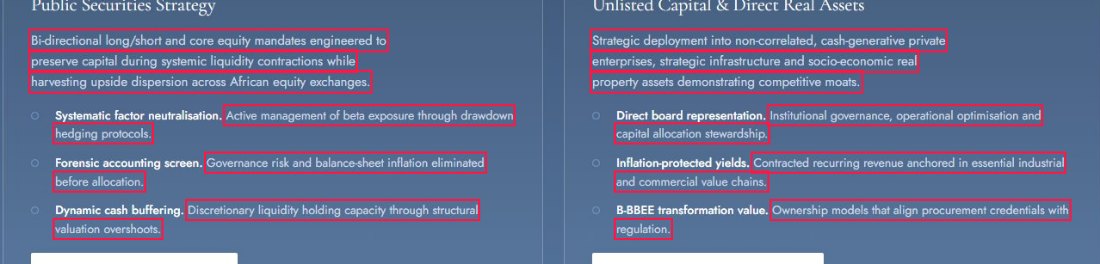 Public Securities Strategy
Bi-directional long/short and core equity mandates engineered to
preserve capital during systemic liquidity contractions while
harvesting upside dispersion across African equity exchanges.
Systematic factor neutralisation. Active management of beta exposure through drawdown
hedging protocols.
Forensic accounting screen. Governance risk and balance-sheet inflation eliminated
before allocation.
Dynamic cash buffering. Discretionary liquidity holding capacity through structural
valuation overshoots.
Unlisted Capital & Direct Real Assets
Strategic deployment into non-correlated, cash-generative private
enterprises, strategic infrastructure and socio-economic real
property assets demonstrating competitive moats.
Direct board representation. Institutional governance, operational optimisation and
capital allocation stewardship.
Inflation-protected yields. Contracted recurring revenue anchored in essential industrial
and commercial value chains.
B-BBEE transformation value. Ownership models that align procurement credentials with
regulation.